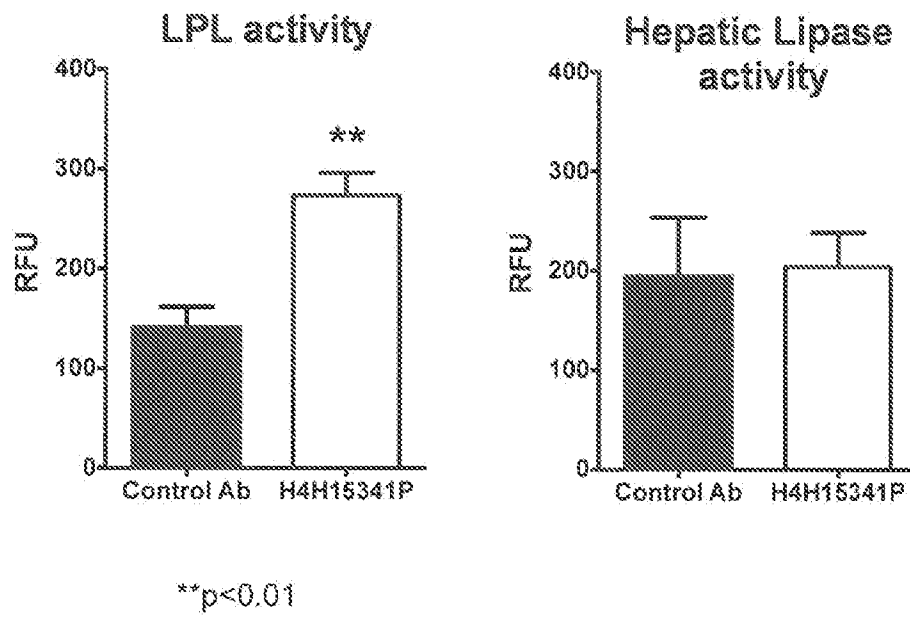 LPL activity
400
300
200
100
0
RFU
**
Control Ab
H4H15341P
Hepatic Lipase
activity
400
300
200
100
0
RFU
Control Ab
H4H15341P
**p<0.01